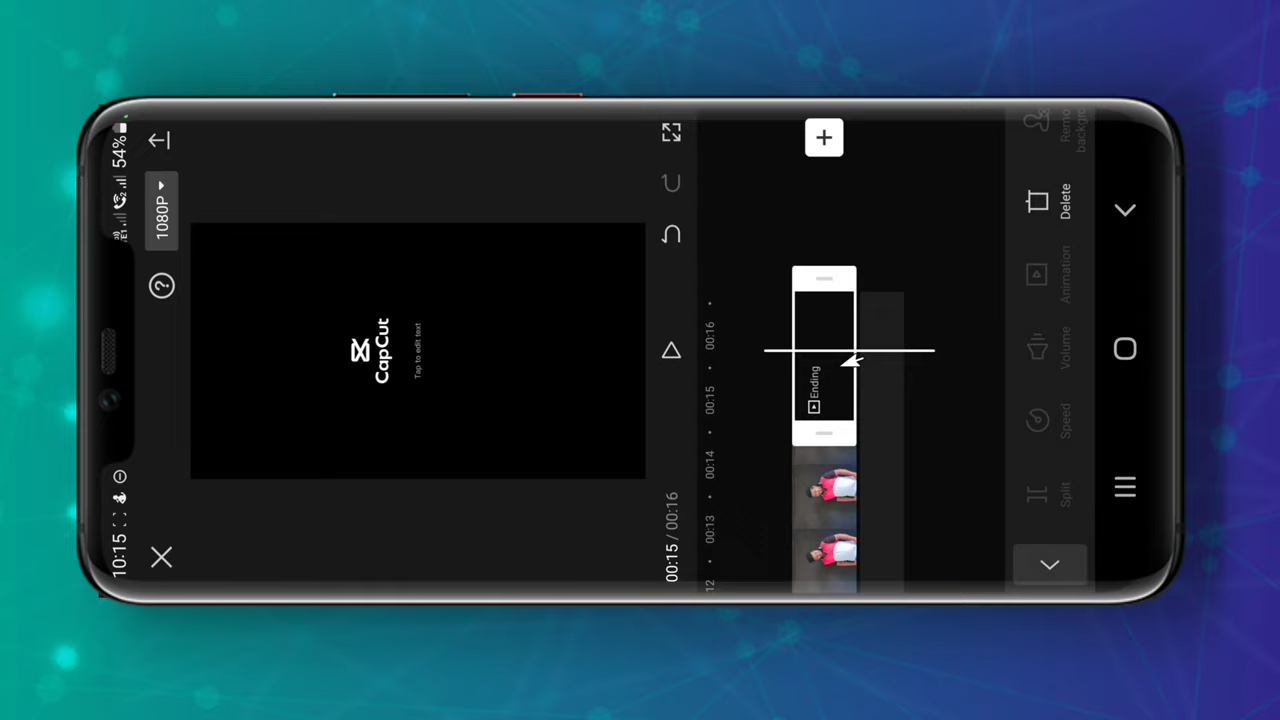 10:15
54%
1080P
CapCut
Tap to edit text
00:15 / 00:16
12
00:13
00:14
00:15
00:16
Ending
Split
Speed
Volume
Animation
Delete